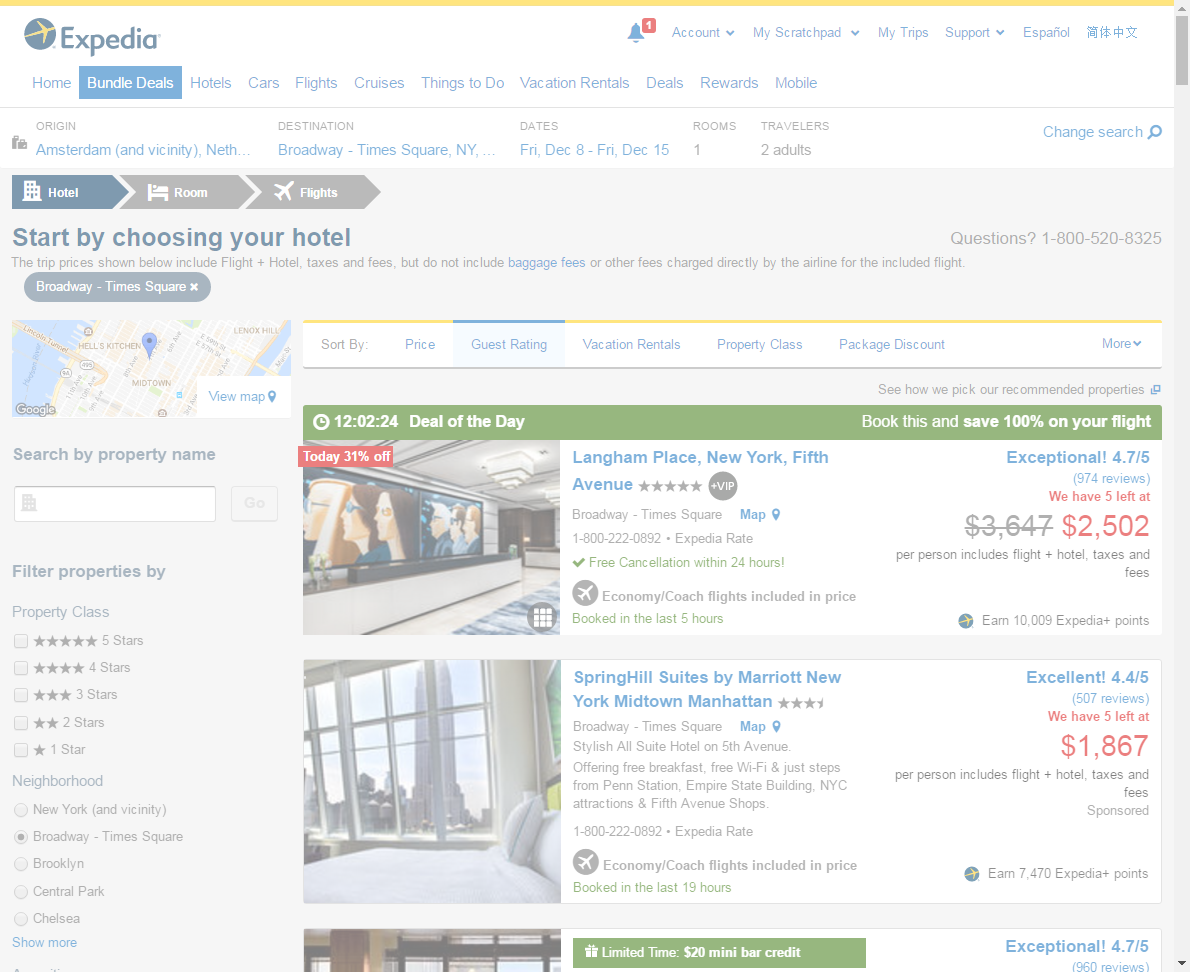 Expedia
1
Account
My Scratchpad
My Trips
Support
Español
简体中文
Home
Bundle Deals
Hotels
Cars
Flights
Cruises
Things to Do
Vacation Rentals
Deals
Rewards
Mobile
ORIGIN
Amsterdam (and vicinity), Neth...
DESTINATION
Broadway - Times Square, NY, ...
DATES
Fri, Dec 8 - Fri, Dec 15
ROOMS
1
TRAVELERS
2 adults
Change search
Hotel
Room
Flights
Start by choosing your hotel
Questions? 1-800-520-8325
The trip prices shown below include Flight + Hotel, taxes and fees, but do not include baggage fees or other fees charged directly by the airline for the included flight.
Broadway - Times Square ×
Lincoln Tunnel
HELL'S KITCHEN
LENOX HILL
E 59th St
E 57th St
495
MIDTOWN
Google
View map
Sort By:
Price
Guest Rating
Vacation Rentals
Property Class
Package Discount
More
See how we pick our recommended properties
Search by property name
Go
Filter properties by
Property Class
5 Stars
4 Stars
3 Stars
2 Stars
1 Star
Neighborhood
New York (and vicinity)
Broadway - Times Square
Brooklyn
Central Park
Chelsea
Show more
12:02:24 Deal of the Day
Book this and save 100% on your flight
Today 31% off
Langham Place, New York, Fifth
Avenue
+VIP
Broadway - Times Square
Map
1-800-222-0892 • Expedia Rate
Free Cancellation within 24 hours!
Economy/Coach flights included in price
Booked in the last 5 hours
Exceptional! 4.7/5
(974 reviews)
We have 5 left at
$3,647 $2,502
per person includes flight + hotel, taxes and
fees
Earn 10,009 Expedia+ points
SpringHill Suites by Marriott New
York Midtown Manhattan
Broadway - Times Square
Map
Stylish All Suite Hotel on 5th Avenue.
Offering free breakfast, free Wi-Fi & just steps
from Penn Station, Empire State Building, NYC
attractions & Fifth Avenue Shops.
1-800-222-0892 • Expedia Rate
Economy/Coach flights included in price
Booked in the last 19 hours
Excellent! 4.4/5
(507 reviews)
We have 5 left at
$1,867
per person includes flight + hotel, taxes and
fees
Sponsored
Earn 7,470 Expedia+ points
Limited Time: $20 mini bar credit
Exceptional! 4.7/5
(960 reviews)